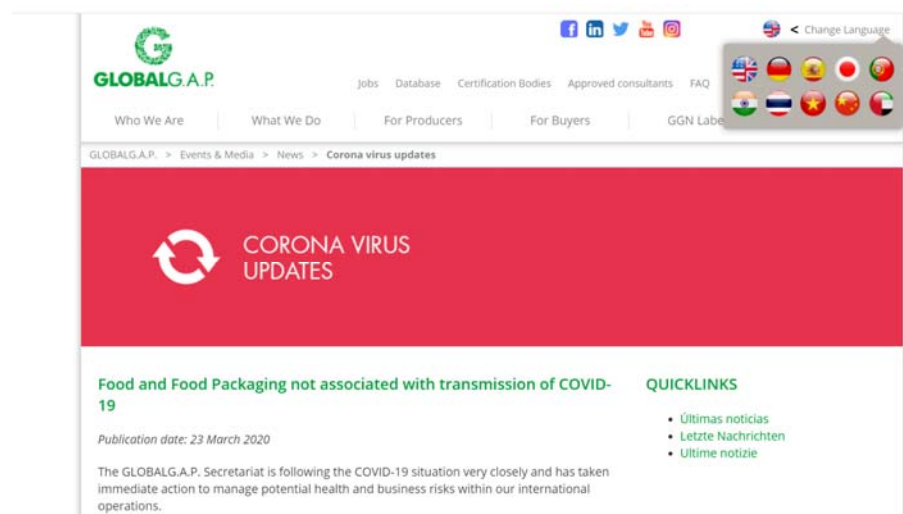 < Change Language
GLOBALG.A.P.
Jobs Database Certification Bodies Approved consultants FAQ
Who We Are What We Do For Producers For Buyers GGN Labe
GLOBALG.A.P. > Events & Media > News > Corona virus updates
CORONA VIRUS
UPDATES
Food and Food Packaging not associated with transmission of COVID-
19
Publication date: 23 March 2020
The GLOBALG.A.P. Secretariat is following the COVID-19 situation very closely and has taken
immediate action to manage potential health and business risks within our international
operations.
QUICKLINKS
• Últimas noticias
• Letzte Nachrichten
• Ultime notizie